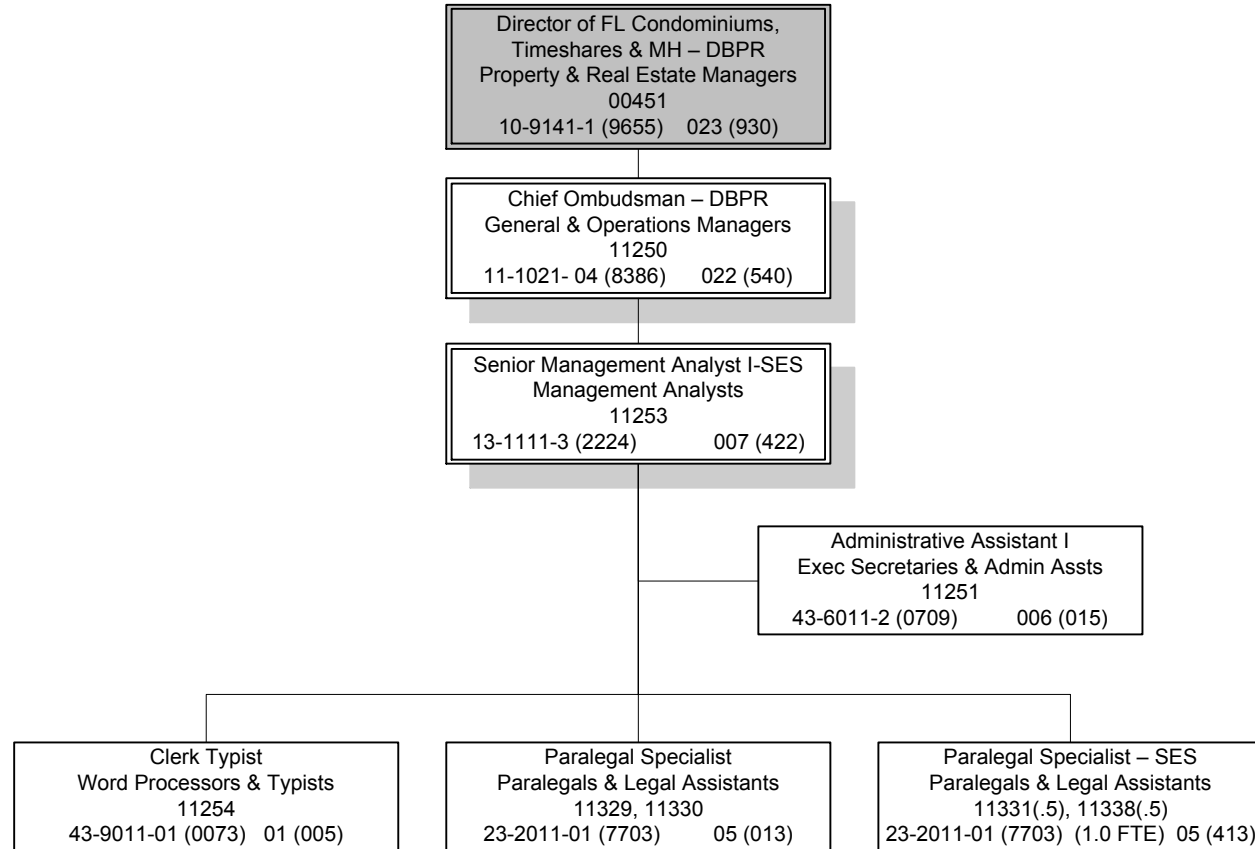 Director of FL Condominiums,
Timeshares & MH – DBPR
Property & Real Estate Managers
00451
10-9141-1 (9655) 023 (930)
Chief Ombudsman – DBPR
General & Operations Managers
11250
11-1021- 04 (8386) 022 (540)
Senior Management Analyst I-SES
Management Analysts
11253
13-1111-3 (2224) 007 (422)
Administrative Assistant I
Exec Secretaries & Admin Assts
11251
43-6011-2 (0709) 006 (015)
Clerk Typist
Word Processors & Typists
11254
43-9011-01 (0073) 01 (005)
Paralegal Specialist
Paralegals & Legal Assistants
11329, 11330
23-2011-01 (7703) 05 (013)
Paralegal Specialist – SES
Paralegals & Legal Assistants
11331(.5), 11338(.5)
23-2011-01 (7703) (1.0 FTE) 05 (413)